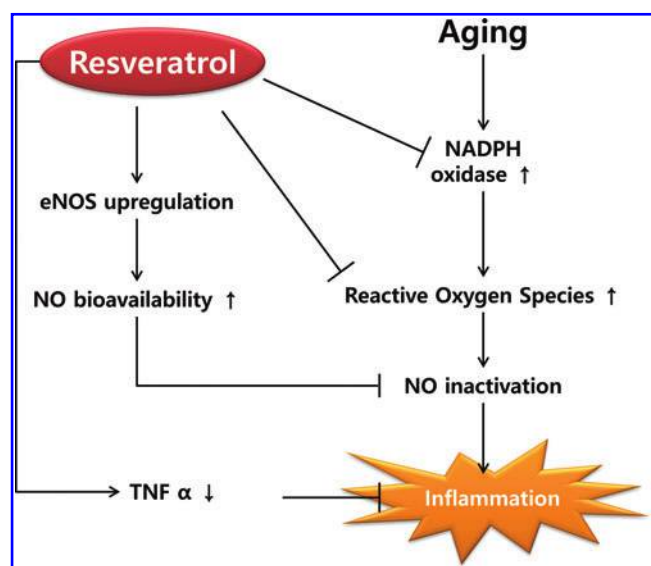 Resveratrol
Aging
NADPH
oxidase ↑
eNOS upregulation
NO bioavailability ↑
Reactive Oxygen Species ↑
NO inactivation
TNF α ↓
Inflammation